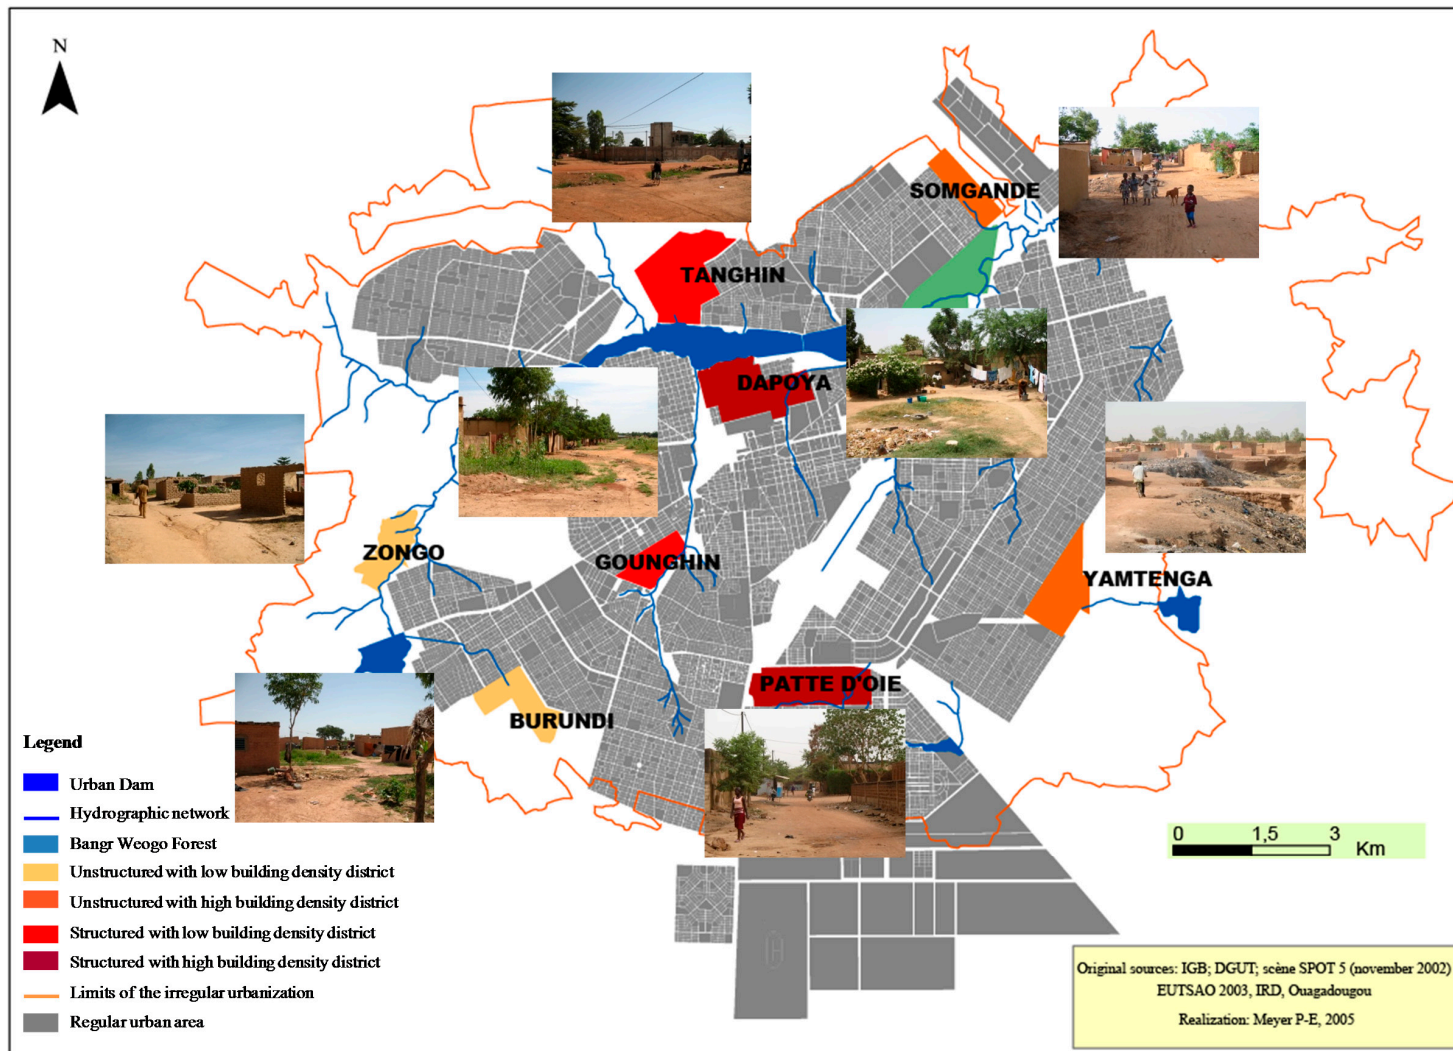 N
SOMGANDE
TANGHIN
DAPOYA
ZONGO
GOUNGHIN
YAMTENGA
PATTE D'OIE
BURUNDI
Legend
Urban Dam
Hydrographic network
Bangr Weogo Forest
Unstructured with low building density district
Unstructured with high building density district
Structured with low building density district
Structured with high building density district
Limits of the irregular urbanization
Regular urban area
0 1,5 3
Km
Original sources: IGB; DGUT; scène SPOT 5 (november 2002)
EUTSAO 2003, IRD, Ouagadougou
Realization: Meyer P-E, 2005